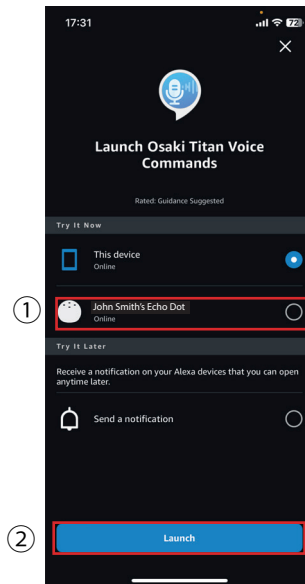 17:31
72
Launch Osaki Titan Voice
Commands
Rated: Guidance Suggested
Try It Now
This device
Online
① John Smith's Echo Dot
Online
Try It Later
Receive a notification on your Alexa devices that you can open
anytime later.
Send a notification
② Launch